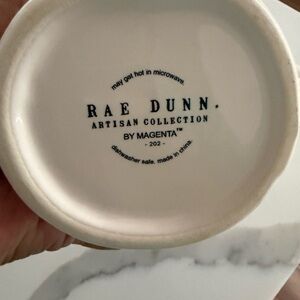 may get hot in microwave.
RAE DUNN.
ARTISAN COLLECTION
BY MAGENTA™
- 202 -
dishwasher safe. made in china.